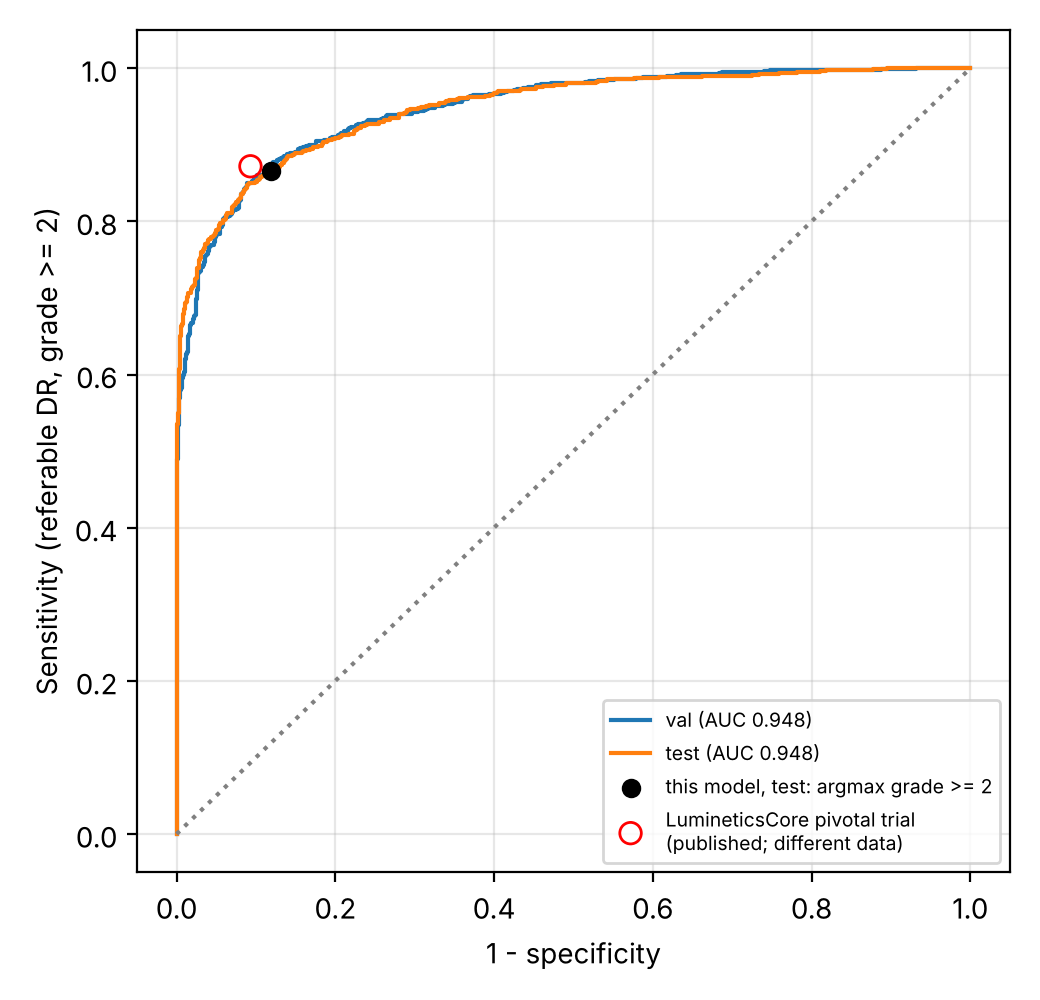 1.0
0.8
0.6
0.4
0.2
0.0
Sensitivity (referable DR, grade >= 2)
val (AUC 0.948)
test (AUC 0.948)
this model, test: argmax grade >= 2
LumineticsCore pivotal trial
(published; different data)
0.0 0.2 0.4 0.6 0.8 1.0
1 - specificity